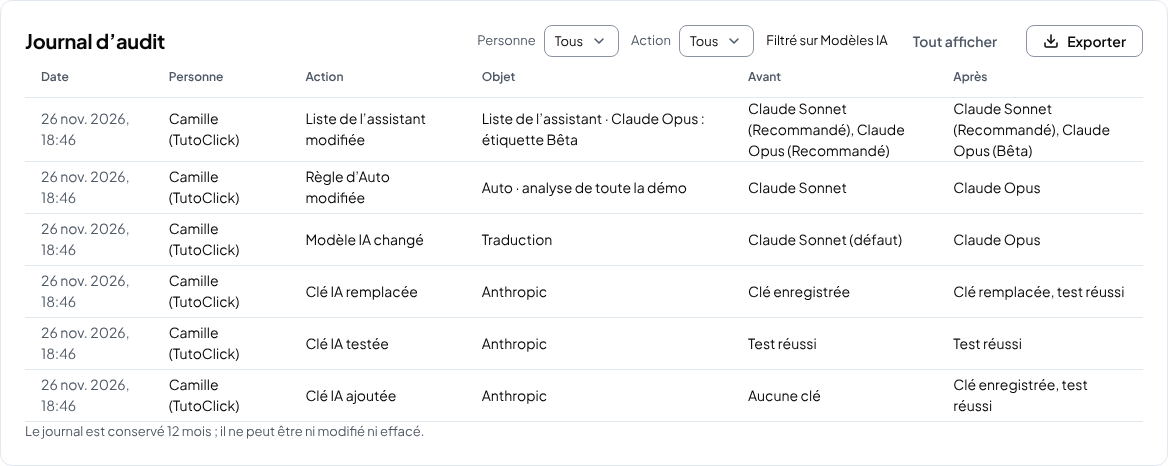 Journal d’audit
Personne Tous Action Tous Filtré sur Modèles IA Tout afficher Exporter
Date Personne Action Objet Avant Après
26 nov. 2026, 18:46 Camille (TutoClick) Liste de l’assistant modifiée Liste de l’assistant · Claude Opus : étiquette Bêta Claude Sonnet (Recommandé), Claude Opus (Recommandé) Claude Sonnet (Recommandé), Claude Opus (Bêta)
26 nov. 2026, 18:46 Camille (TutoClick) Règle d’Auto modifiée Auto · analyse de toute la démo Claude Sonnet Claude Opus
26 nov. 2026, 18:46 Camille (TutoClick) Modèle IA changé Traduction Claude Sonnet (défaut) Claude Opus
26 nov. 2026, 18:46 Camille (TutoClick) Clé IA remplacée Anthropic Clé enregistrée Clé remplacée, test réussi
26 nov. 2026, 18:46 Camille (TutoClick) Clé IA testée Anthropic Test réussi Test réussi
26 nov. 2026, 18:46 Camille (TutoClick) Clé IA ajoutée Anthropic Aucune clé Clé enregistrée, test réussi
Le journal est conservé 12 mois ; il ne peut être ni modifié ni effacé.